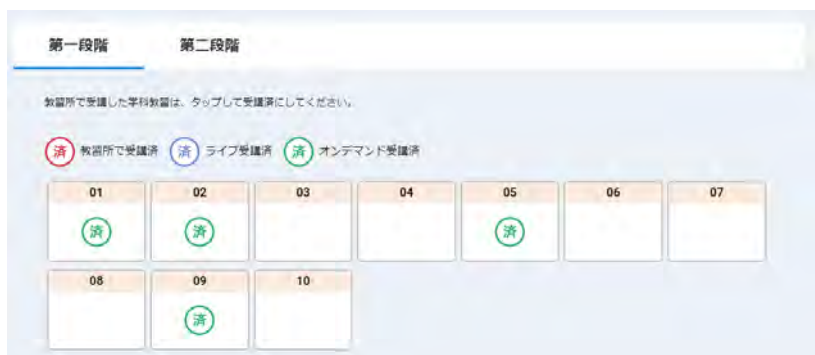 第一段階 第二段階
教習所で受講した学科教習は、タップして受講済にしてください。
済 教習所で受講済 済 ライブ受講済 済 オンデマンド受講済
01 02 03 04 05 06 07
済 済 済
08 09 10
済